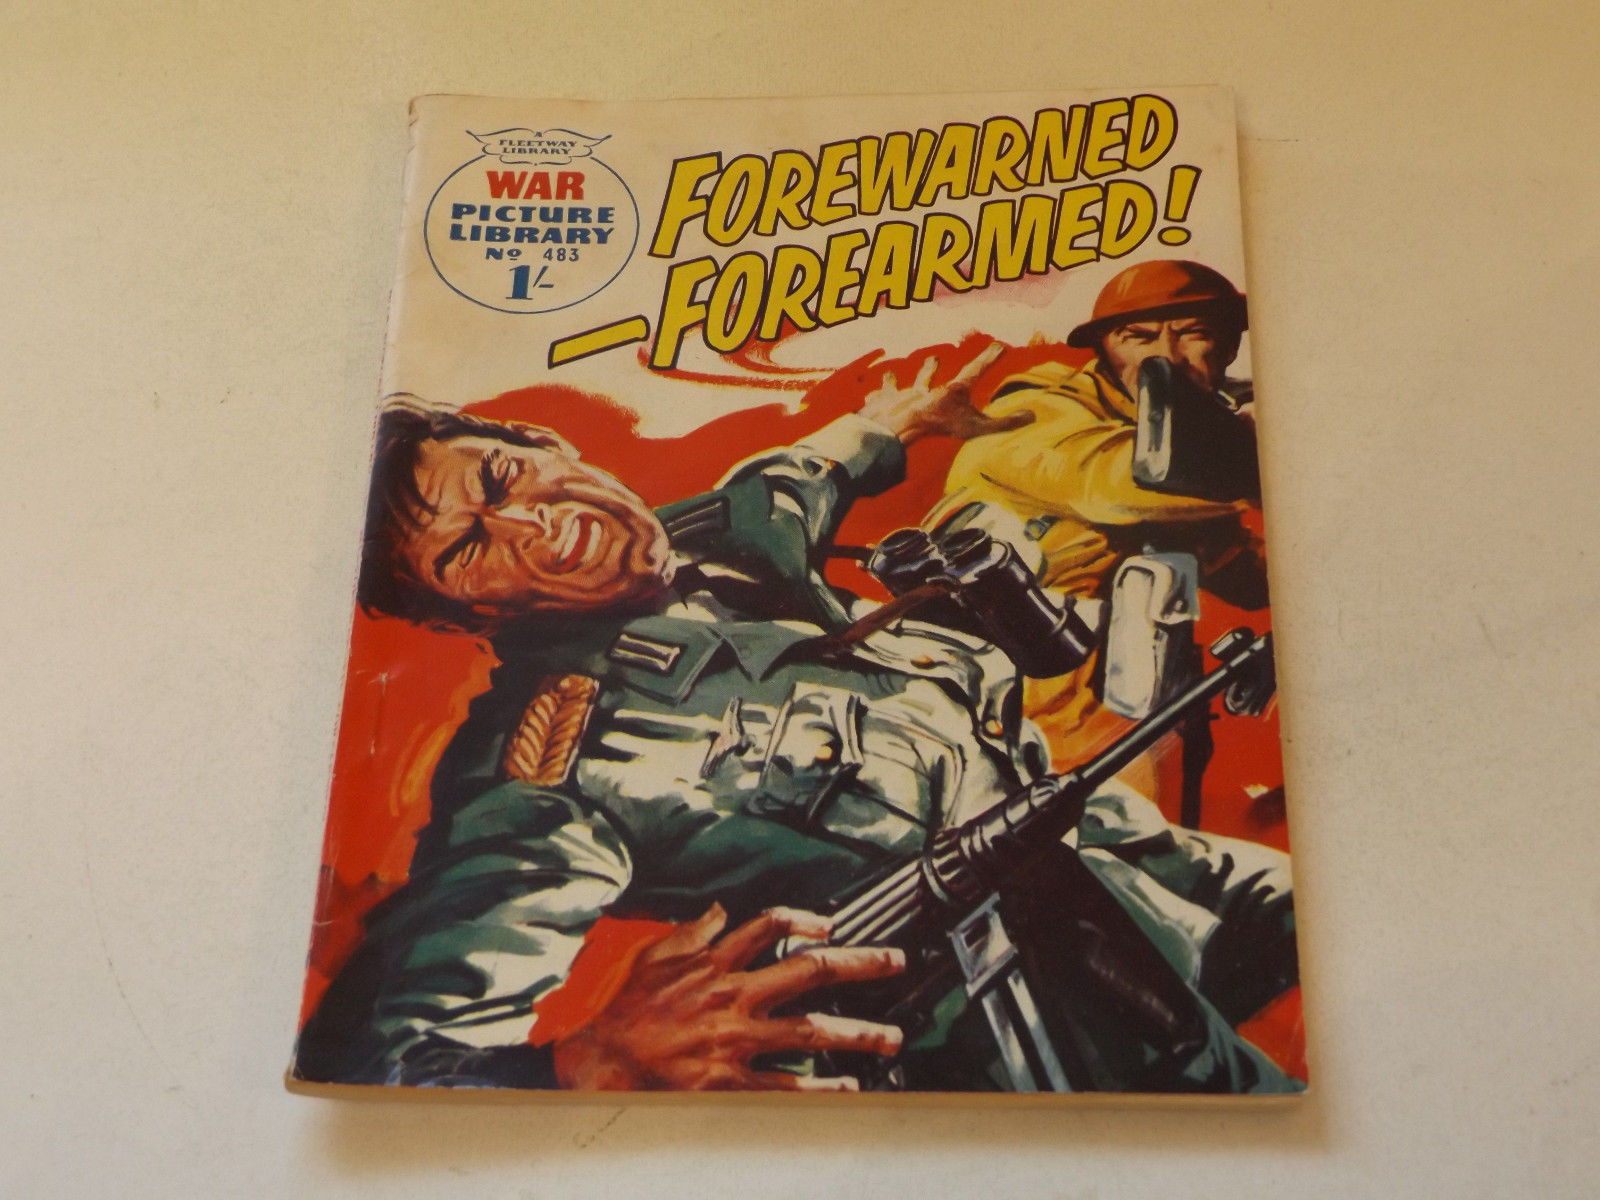 A
FLEETWAY
LIBRARY
WAR
PICTURE
LIBRARY
Nº 483
1/-
FOREWARNED
—FOREARMED!